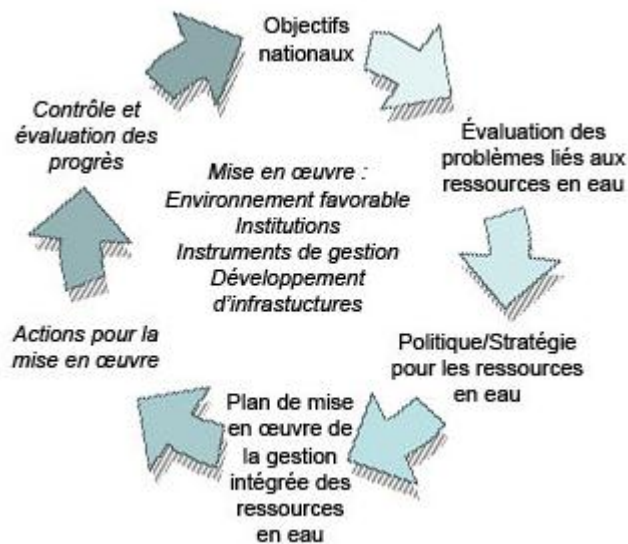 Objectifs
nationaux
Évaluation des
problèmes liés aux
ressources en eau
Politique/Stratégie
pour les ressources
en eau
Plan de mise
en œuvre de
la gestion
intégrée des
ressources
en eau
Actions pour la
mise en œuvre
Contrôle et
évaluation des
progrès
Mise en œuvre :
Environnement favorable
Institutions
Instruments de gestion
Développement
d'infrastuctures